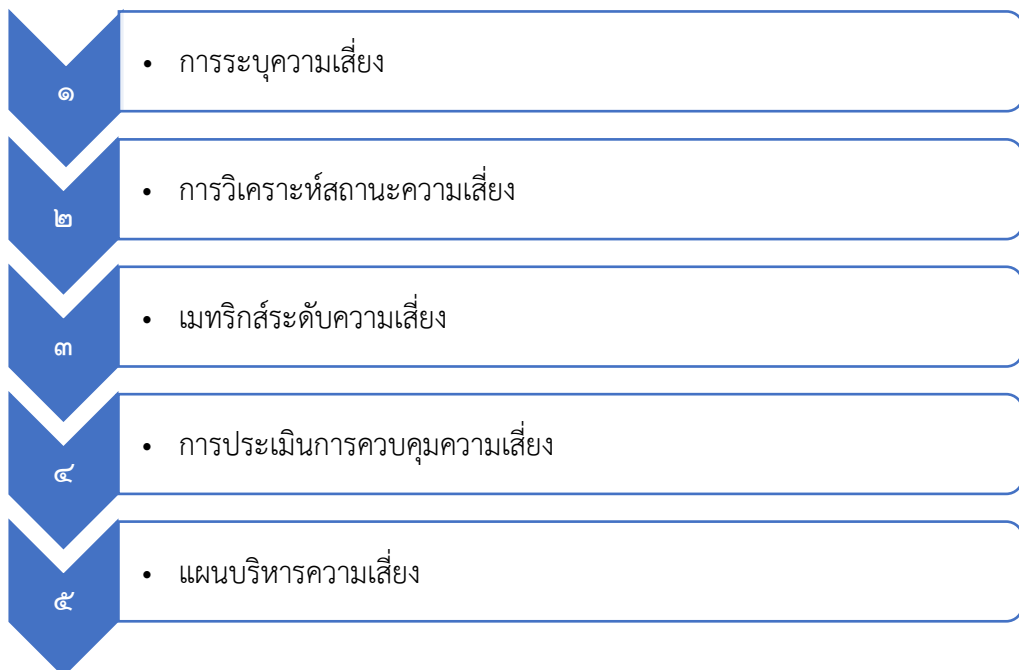 ๑
• การระบุความเสี่ยง
๒
• การวิเคราะห์สถานะความเสี่ยง
๓
• เมทริกส์ระดับความเสี่ยง
๔
• การประเมินการควบคุมความเสี่ยง
๕
• แผนบริหารความเสี่ยง